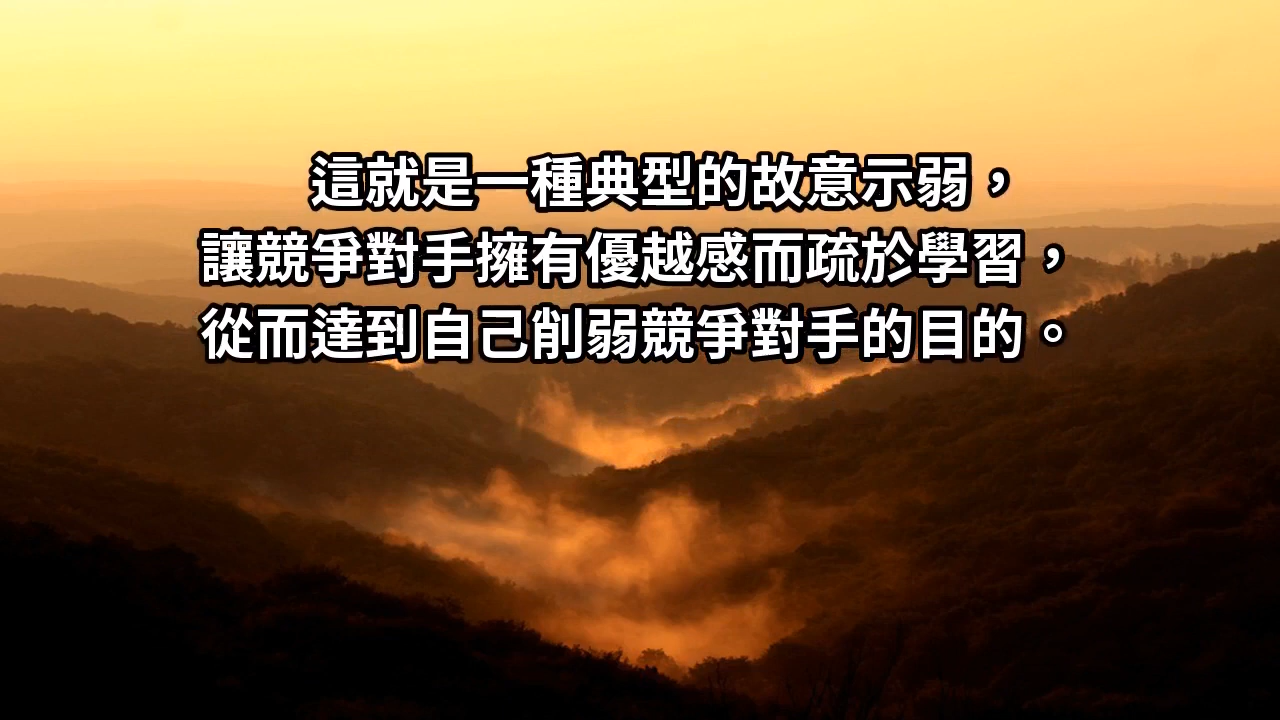 這就是一種典型的故意示弱，
讓競爭對手擁有優越感而疏於學習，
從而達到自己削弱競爭對手的目的。